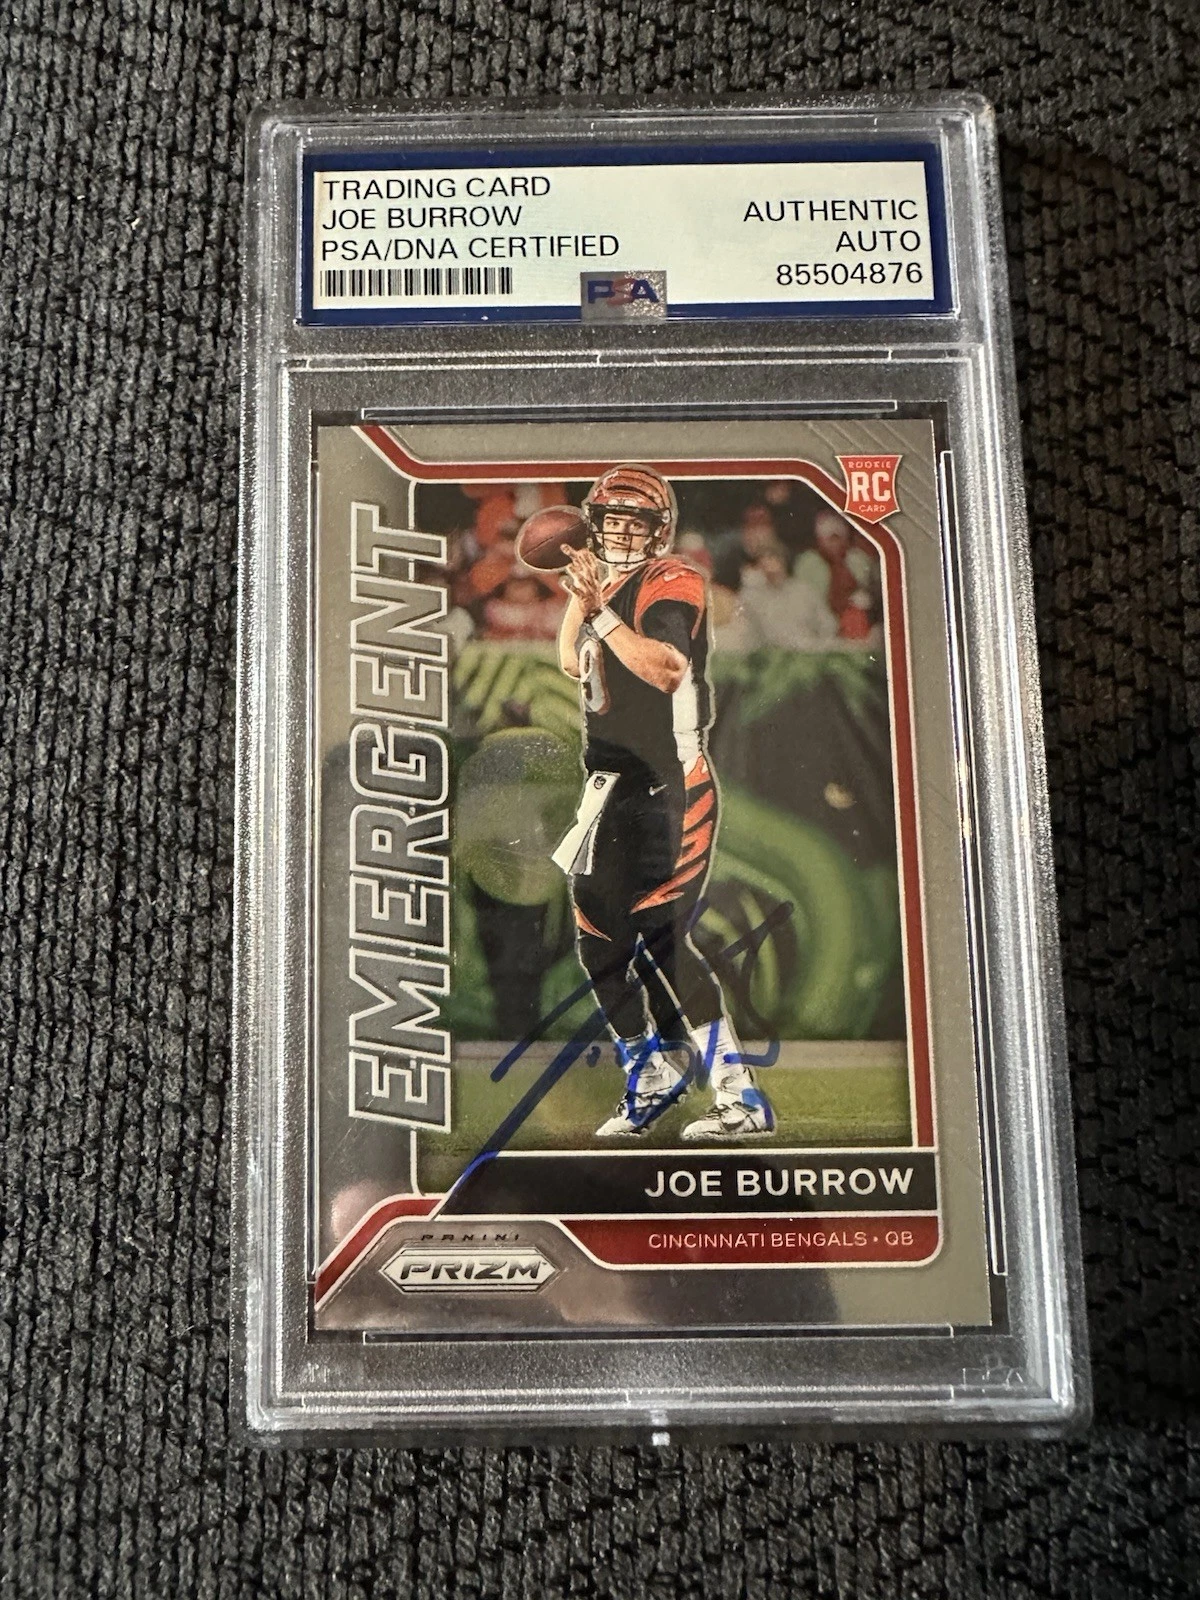 TRADING CARD
JOE BURROW
PSA/DNA CERTIFIED
AUTHENTIC
AUTO
85504876
PSA
ROOKIE
RC
CARD
EMERGENT
9
JOE BURROW
CINCINNATI BENGALS • QB
PANINI
PRIZM